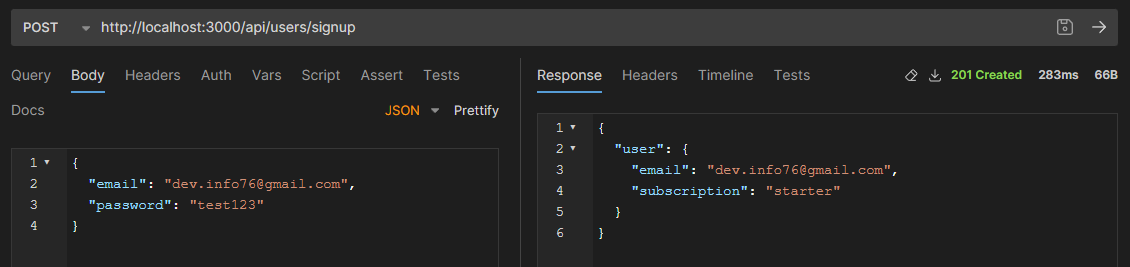 POST http://localhost:3000/api/users/signup
Query Body Headers Auth Vars Script Assert Tests
Docs JSON Prettify
1 {
2 "email": "dev.info76@gmail.com",
3 "password": "test123"
4 }
Response Headers Timeline Tests 201 Created 283ms 66B
1 {
2 "user": {
3 "email": "dev.info76@gmail.com",
4 "subscription": "starter"
5 }
6 }